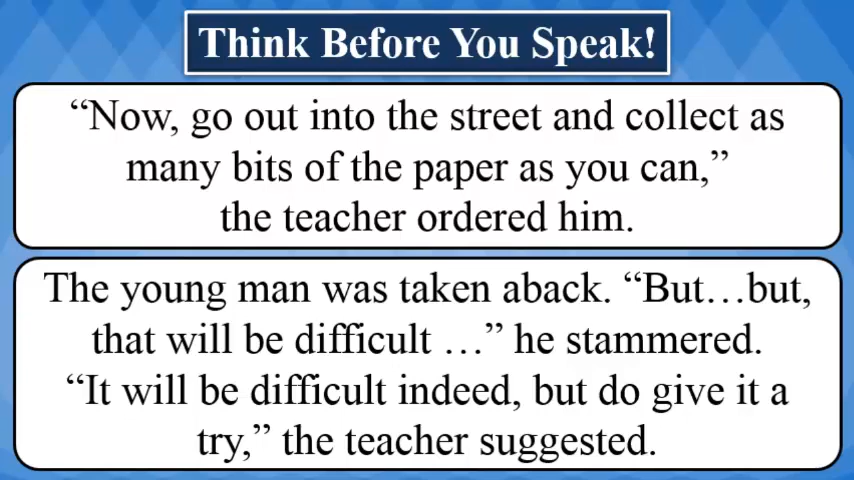 Think Before You Speak!
“Now, go out into the street and collect as
many bits of the paper as you can,”
the teacher ordered him.
The young man was taken aback. “But…but,
that will be difficult …” he stammered.
“It will be difficult indeed, but do give it a
try,” the teacher suggested.